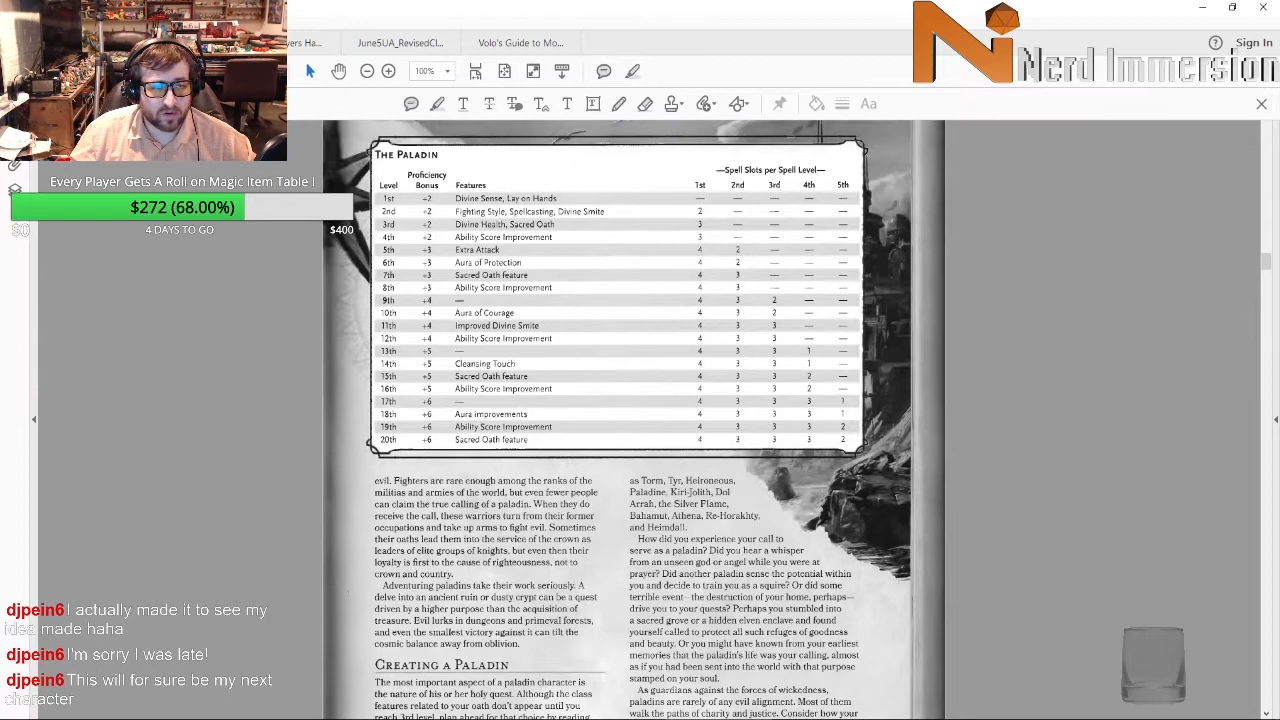 yers Ha...
June5UA_RevisedCl...
Volo's Guide to Mo...
Sign In
Nerd Immersion
100%
Aa
Every Player Gets A Roll on Magic Item Table I
$272 (68.00%)
$0
4 DAYS TO GO
$400
THE PALADIN
—Spell Slots per Spell Level—
Proficiency
Level Bonus Features 1st 2nd 3rd 4th 5th
1st +2 Divine Sense, Lay on Hands — — — — —
2nd +2 Fighting Style, Spellcasting, Divine Smite 2 — — — —
3rd +2 Divine Health, Sacred Oath 3 — — — —
4th +2 Ability Score Improvement 3 — — — —
5th +3 Extra Attack 4 2 — — —
6th +3 Aura of Protection 4 2 — — —
7th +3 Sacred Oath feature 4 3 — — —
8th +3 Ability Score Improvement 4 3 — — —
9th +4 — 4 3 2 — —
10th +4 Aura of Courage 4 3 2 — —
11th +4 Improved Divine Smite 4 3 3 — —
12th +4 Ability Score Improvement 4 3 3 — —
13th +5 — 4 3 3 1 —
14th +5 Cleansing Touch 4 3 3 1 —
15th +5 Sacred Oath feature 4 3 3 2 —
16th +5 Ability Score Improvement 4 3 3 2 —
17th +6 — 4 3 3 3 1
18th +6 Aura improvements 4 3 3 3 1
19th +6 Ability Score Improvement 4 3 3 3 2
20th +6 Sacred Oath feature 4 3 3 3 2
evil. Fighters are rare enough among the ranks of the
militias and armies of the world, but even fewer people
can claim the true calling of a paladin. When they do
receive the call, these warriors turn from their former
occupations and take up arms to fight evil. Sometimes
their oaths lead them into the service of the crown as
leaders of elite groups of knights, but even then their
loyalty is first to the cause of righteousness, not to
crown and country.
Adventuring paladins take their work seriously. A
delve into an ancient ruin or dusty crypt can be a quest
driven by a higher purpose than the acquisition of
treasure. Evil lurks in dungeons and primeval forests,
and even the smallest victory against it can tilt the
cosmic balance away from oblivion.
CREATING A PALADIN
The most important aspect of a paladin character is
the nature of his or her holy quest. Although the class
features related to your oath don't appear until you
reach 3rd level, plan ahead for that choice by reading
as Torm, Tyr, Heironeous,
Paladine, Kiri-Jolith, Dol
Arrah, the Silver Flame,
Bahamut, Athena, Re-Horakhty,
and Heimdall.
How did you experience your call to
serve as a paladin? Did you hear a whisper
from an unseen god or angel while you were at
prayer? Did another paladin sense the potential within
you and decide to train you as a squire? Or did some
terrible event—the destruction of your home, perhaps—
drive you to your quests? Perhaps you stumbled into
a sacred grove or a hidden elven enclave and found
yourself called to protect all such refuges of goodness
and beauty. Or you might have known from your earliest
memories that the paladin's life was your calling, almost
as if you had been sent into the world with that purpose
stamped on your soul.
As guardians against the forces of wickedness,
paladins are rarely of any evil alignment. Most of them
walk the paths of charity and justice. Consider how your
djpein6 I actually made it to see my
idea made haha
djpein6 I'm sorry I was late!
djpein6 This will for sure be my next
character